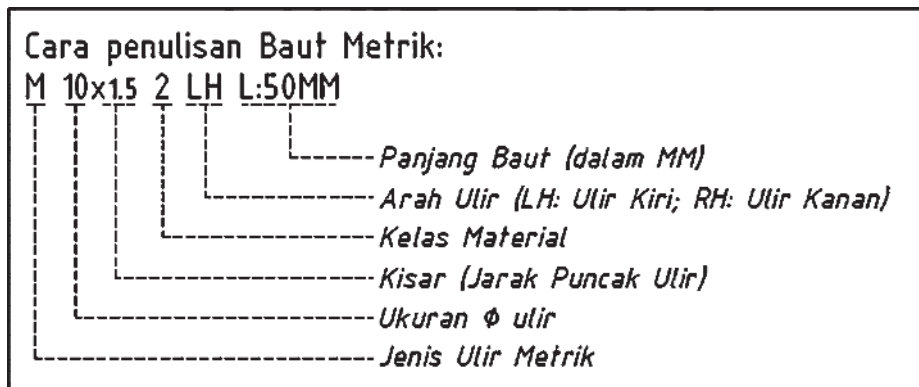 Cara penulisan Baut Metrik:
M 10x1.5 2 LH L:50MM
Panjang Baut (dalam MM)
Arah Ulir (LH: Ulir Kiri; RH: Ulir Kanan)
Kelas Material
Kisar (Jarak Puncak Ulir)
Ukuran Φ ulir
Jenis Ulir Metrik